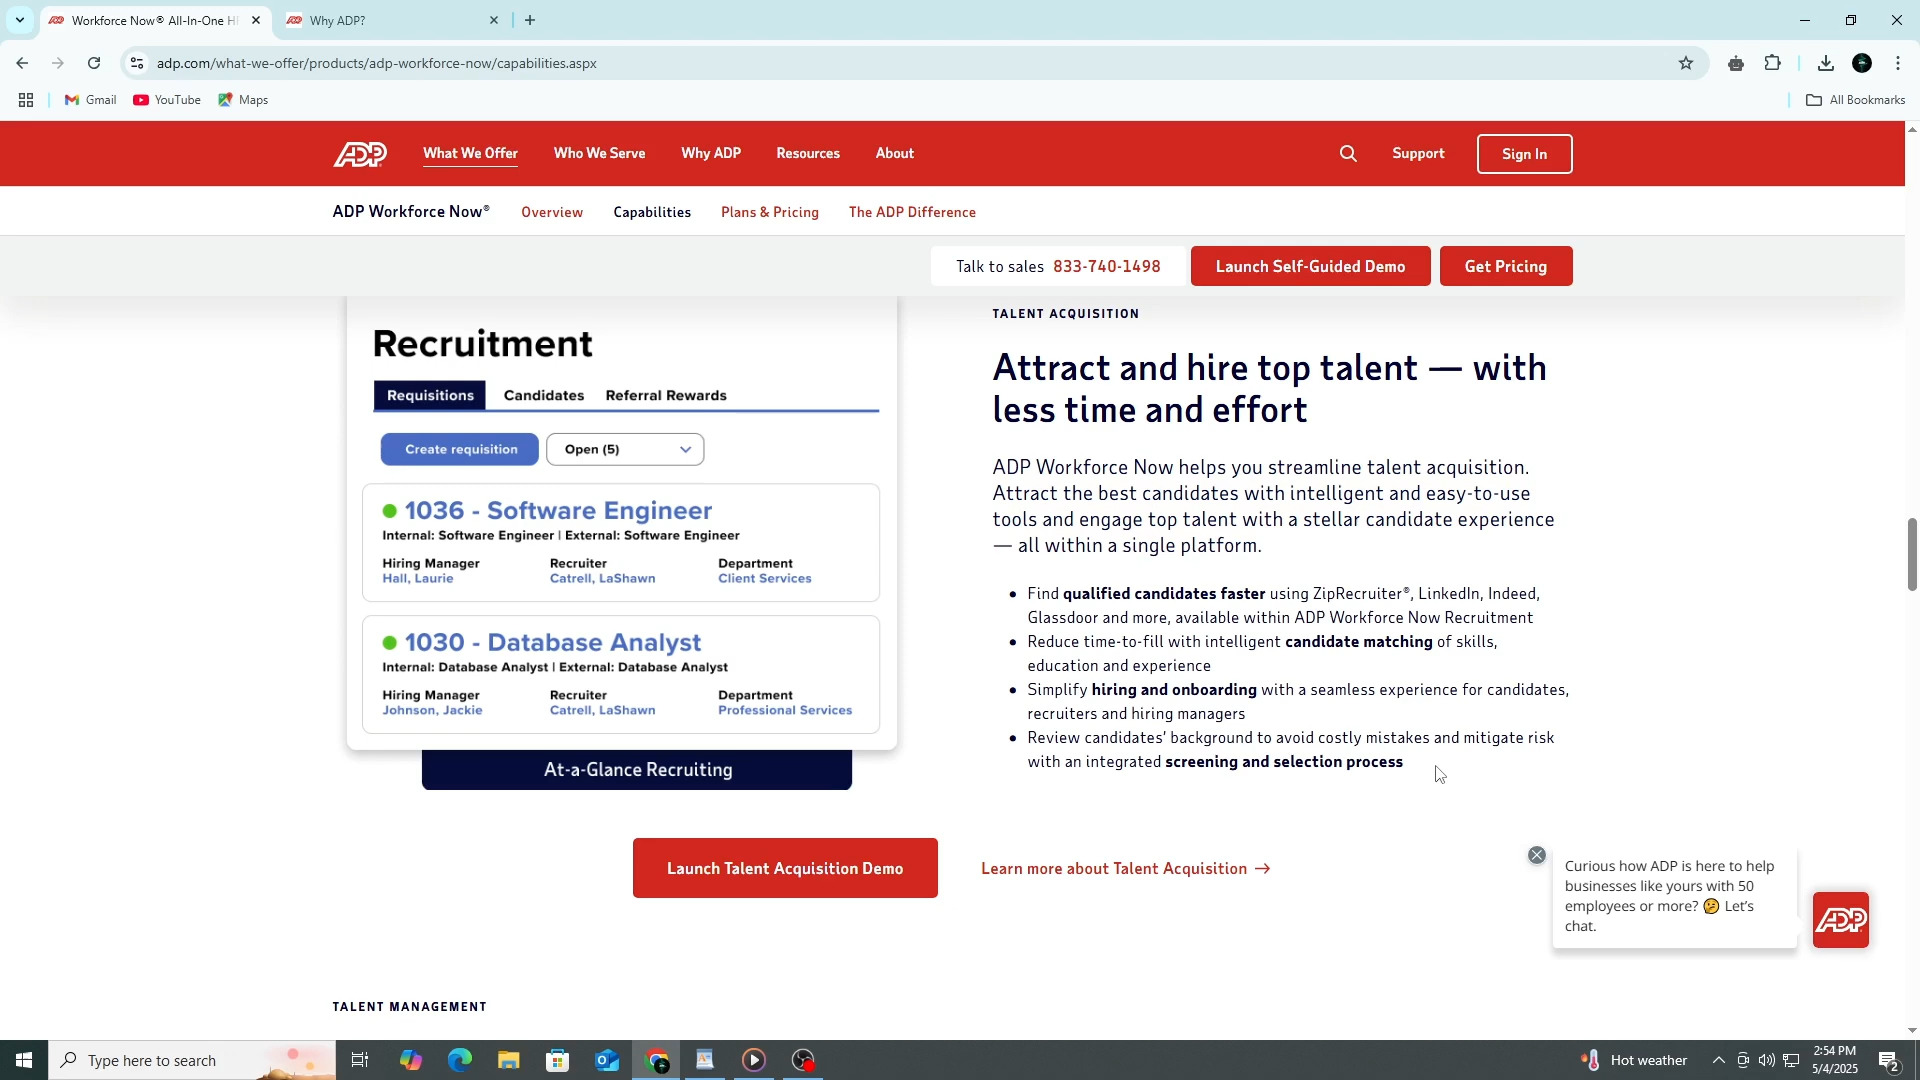 Workforce Now® All-In-One H
Why ADP?
adp.com/what-we-offer/products/adp-workforce-now/capabilities.aspx
Gmail
YouTube
Maps
All Bookmarks
ADP
What We Offer
Who We Serve
Why ADP
Resources
About
Support
Sign In
ADP Workforce Now®
Overview
Capabilities
Plans & Pricing
The ADP Difference
Talk to sales 833-740-1498
Launch Self-Guided Demo
Get Pricing
Recruitment
Requisitions
Candidates
Referral Rewards
Create requisition
Open (5)
1036 - Software Engineer
Internal: Software Engineer | External: Software Engineer
Hiring Manager Recruiter Department
Hall, Laurie Catrell, LaShawn Client Services
1030 - Database Analyst
Internal: Database Analyst | External: Database Analyst
Hiring Manager Recruiter Department
Johnson, Jackie Catrell, LaShawn Professional Services
At-a-Glance Recruiting
TALENT ACQUISITION
Attract and hire top talent — with
less time and effort
ADP Workforce Now helps you streamline talent acquisition.
Attract the best candidates with intelligent and easy-to-use
tools and engage top talent with a stellar candidate experience
— all within a single platform.
• Find qualified candidates faster using ZipRecruiter®, LinkedIn, Indeed,
Glassdoor and more, available within ADP Workforce Now Recruitment
• Reduce time-to-fill with intelligent candidate matching of skills,
education and experience
• Simplify hiring and onboarding with a seamless experience for candidates,
recruiters and hiring managers
• Review candidates' background to avoid costly mistakes and mitigate risk
with an integrated screening and selection process
Launch Talent Acquisition Demo
Learn more about Talent Acquisition →
Curious how ADP is here to help
businesses like yours with 50
employees or more? 🤔 Let's
chat.
ADP
TALENT MANAGEMENT
Type here to search
Hot weather
2:54 PM
5/4/2025
2